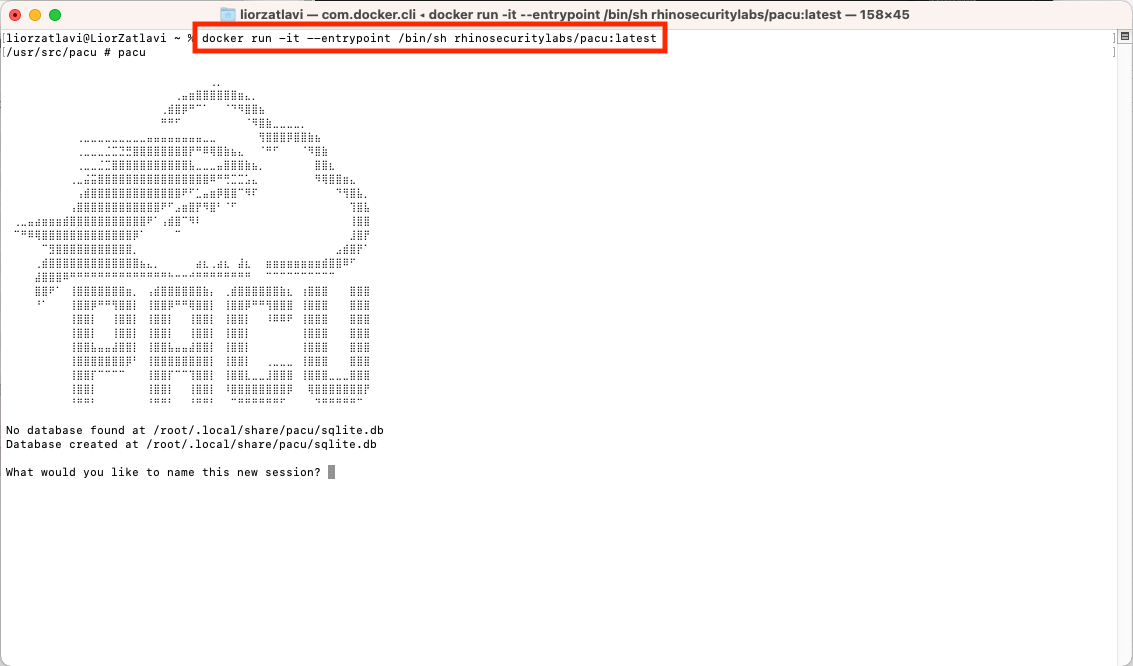 liorzatlavi — com.docker.cli ◂ docker run -it --entrypoint /bin/sh rhinosecuritylabs/pacu:latest — 158×45
[liorzatlavi@LiorZatlavi ~ % docker run -it --entrypoint /bin/sh rhinosecuritylabs/pacu:latest ]
[/usr/src/pacu # pacu ]
PACU
No database found at /root/.local/share/pacu/sqlite.db
Database created at /root/.local/share/pacu/sqlite.db
What would you like to name this new session?